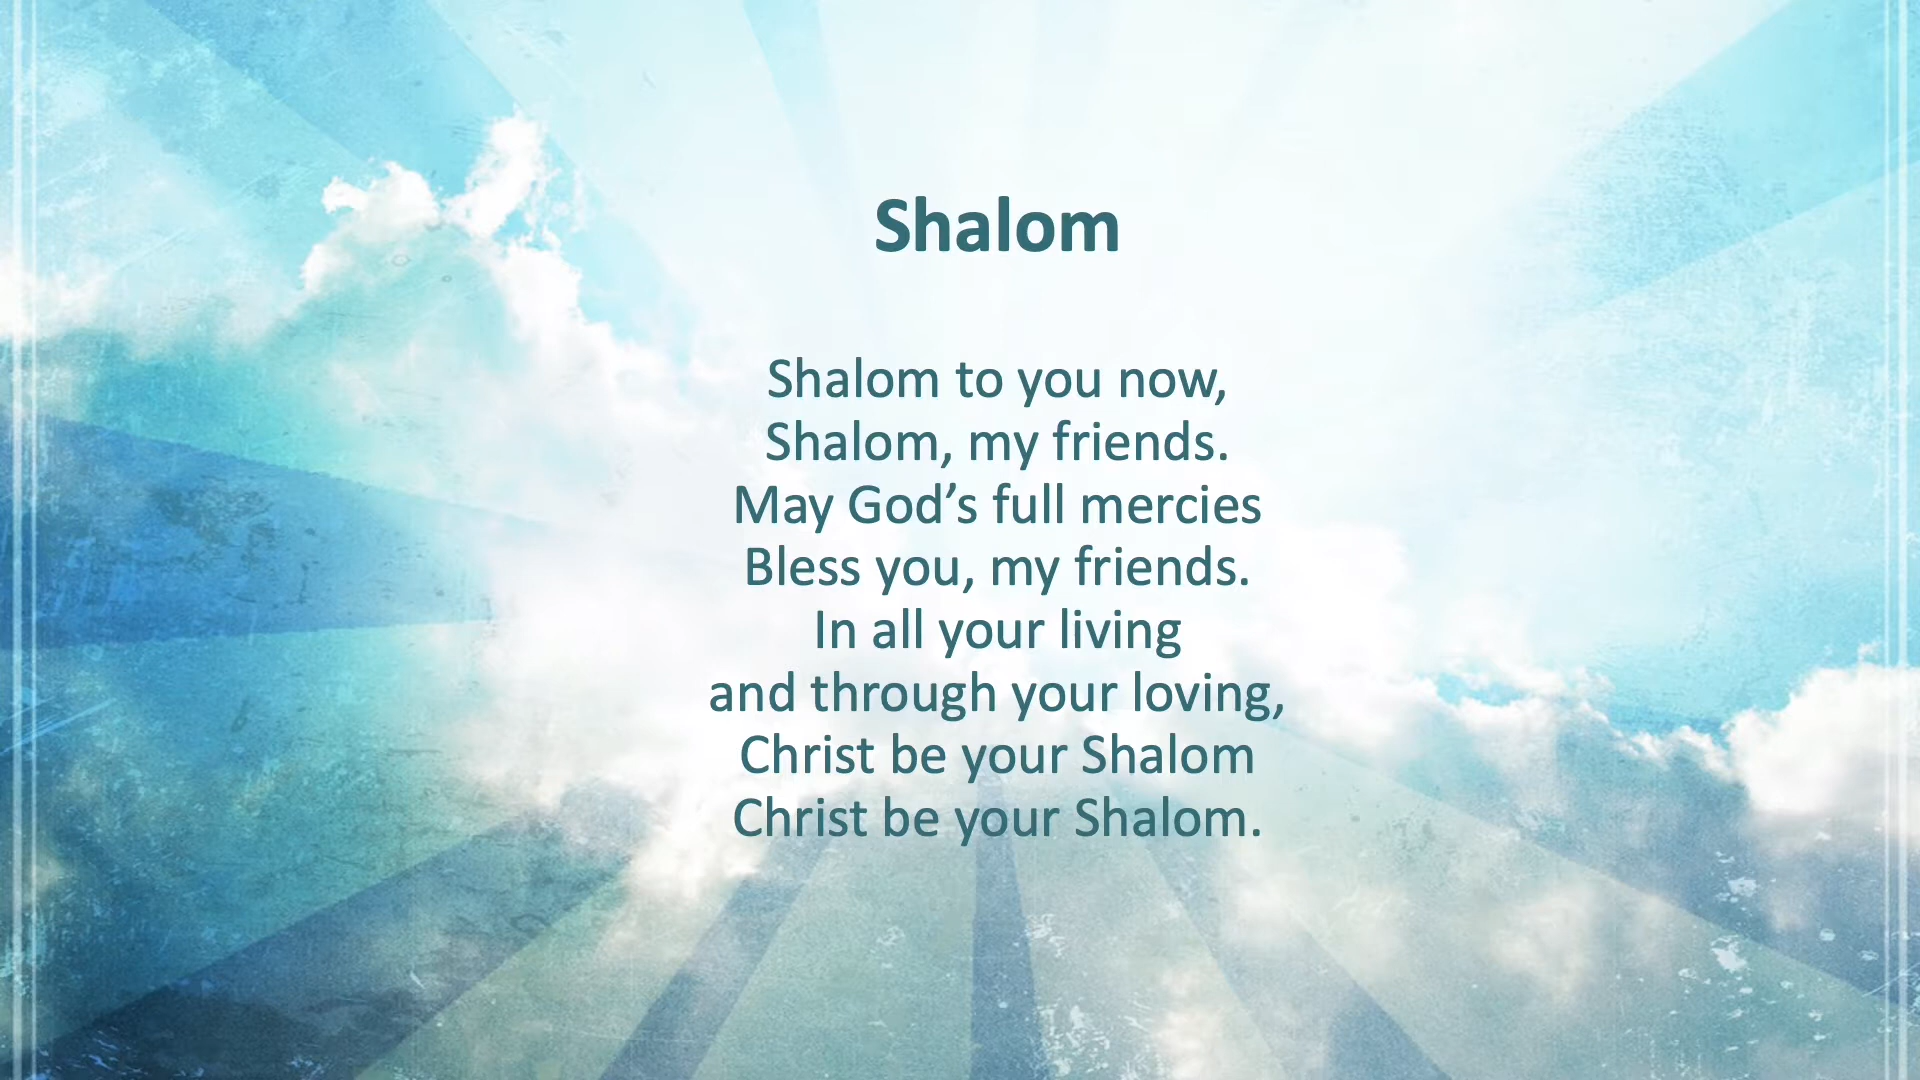 Shalom
Shalom to you now,
Shalom, my friends.
May God’s full mercies
Bless you, my friends.
In all your living
and through your loving,
Christ be your Shalom
Christ be your Shalom.